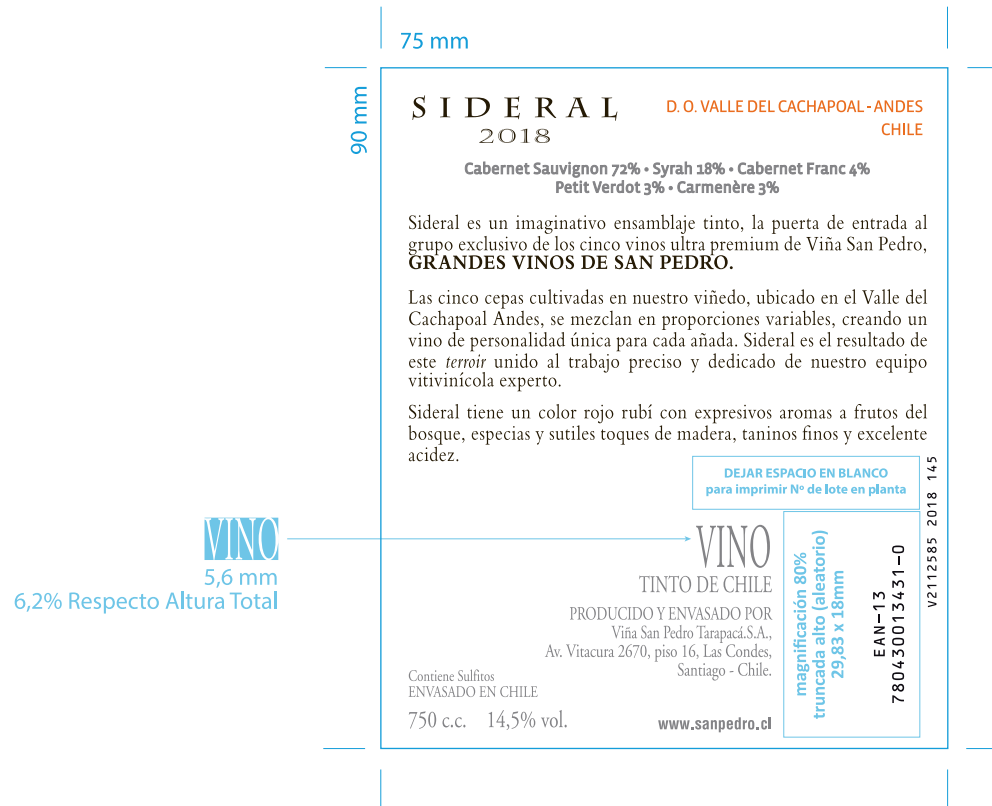 75 mm
90 mm
SIDERAL
2018
D. O. VALLE DEL CACHAPOAL - ANDES
CHILE
Cabernet Sauvignon 72% • Syrah 18% • Cabernet Franc 4%
Petit Verdot 3% • Carmenère 3%
Sideral es un imaginativo ensamblaje tinto, la puerta de entrada al
grupo exclusivo de los cinco vinos ultra premium de Viña San Pedro,
GRANDES VINOS DE SAN PEDRO.
Las cinco cepas cultivadas en nuestro viñedo, ubicado en el Valle del
Cachapoal Andes, se mezclan en proporciones variables, creando un
vino de personalidad única para cada añada. Sideral es el resultado de
este terroir unido al trabajo preciso y dedicado de nuestro equipo
vitivinícola experto.
Sideral tiene un color rojo rubí con expresivos aromas a frutos del
bosque, especias y sutiles toques de madera, taninos finos y excelente
acidez.
DEJAR ESPACIO EN BLANCO
para imprimir Nº de lote en planta
V2112585 2018 145
VINO
5,6 mm
6,2% Respecto Altura Total
VINO
TINTO DE CHILE
PRODUCIDO Y ENVASADO POR
Viña San Pedro Tarapacá.S.A.,
Av. Vitacura 2670, piso 16, Las Condes,
Santiago - Chile.
magnificación 80%
truncada alto (aleatorio)
29,83 x 18mm
EAN-13
780430013431-0
Contiene Sulfitos
ENVASADO EN CHILE
750 c.c. 14,5% vol.
www.sanpedro.cl